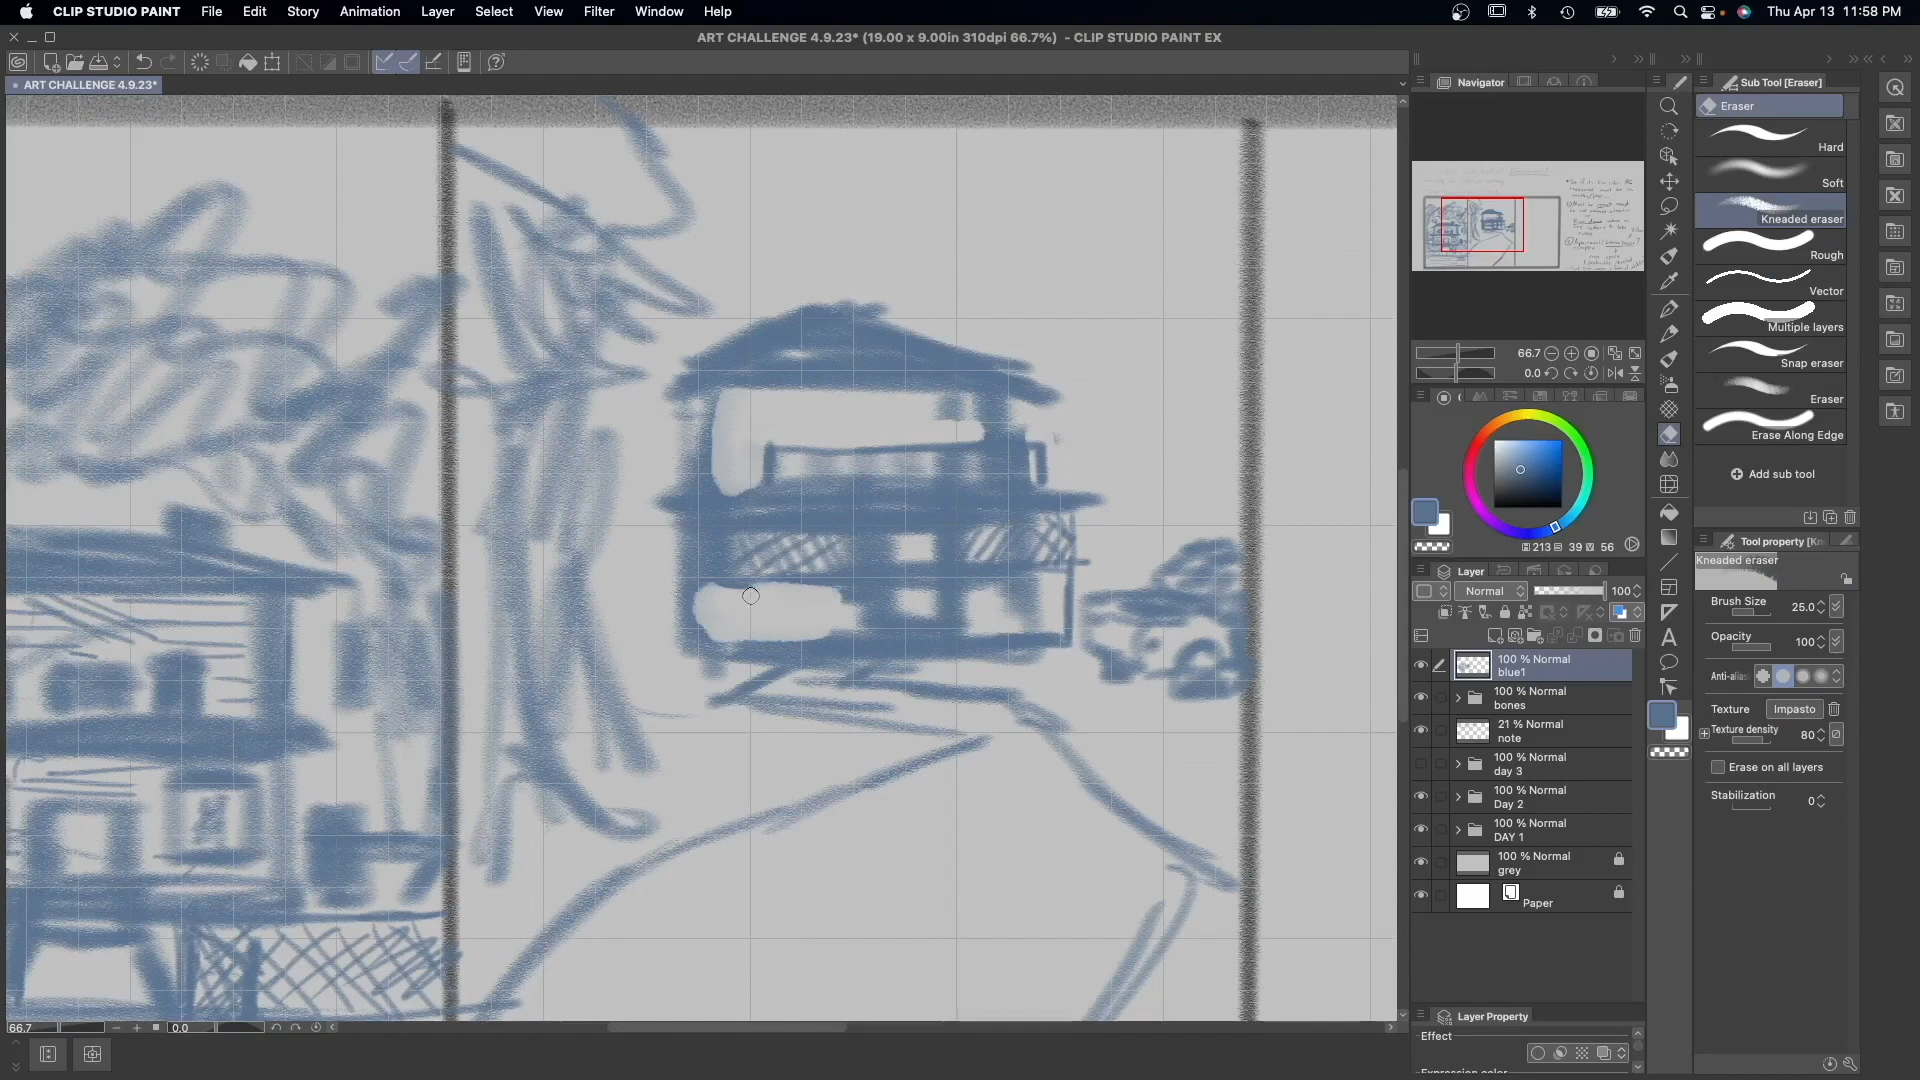 CLIP STUDIO PAINT File Edit Story Animation Layer Select View Filter Window Help Thu Apr 13 11:58 PM
ART CHALLENGE 4.9.23* (19.00 x 9.00in 310dpi 66.7%) - CLIP STUDIO PAINT EX
ART CHALLENGE 4.9.23*
66.7
0.0
Navigator
66.7
0.0
213 39 56
Layer
Normal 100
100 % Normal
blue1
100 % Normal
bones
21 % Normal
note
100 % Normal
day 3
100 % Normal
Day 2
100 % Normal
DAY 1
100 % Normal
grey
Paper
Layer Property
Effect
Expression color
Sub Tool [Eraser]
Eraser
Hard
Soft
Kneaded eraser
Rough
Vector
Multiple layers
Snap eraser
Eraser
Erase Along Edge
Add sub tool
Tool property [Kn
Kneaded eraser
Brush Size 25.0
Opacity 100
Anti-alias
Texture Impasto
Texture density 80
Erase on all layers
Stabilization 0